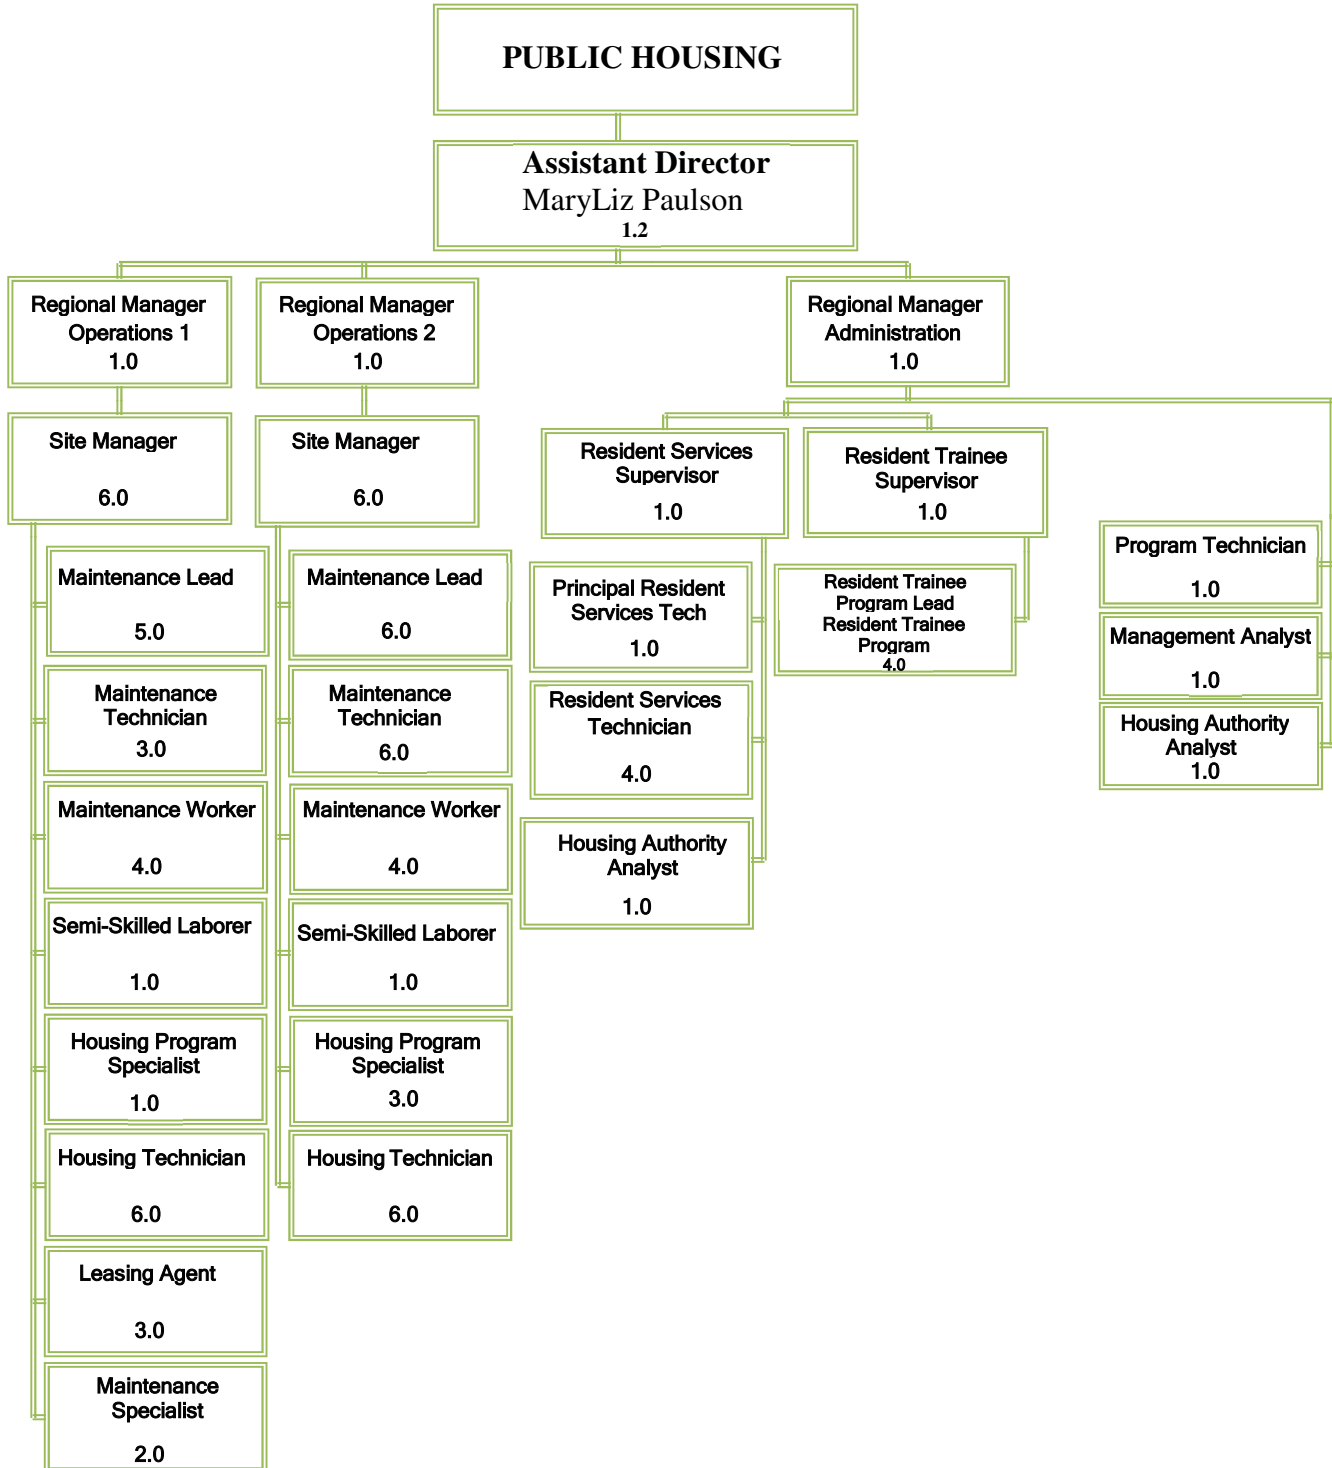 PUBLIC HOUSING
Assistant Director
MaryLiz Paulson
1.2
Regional Manager
Operations 1
1.0
Regional Manager
Operations 2
1.0
Regional Manager
Administration
1.0
Site Manager
6.0
Site Manager
6.0
Resident Services
Supervisor
1.0
Resident Trainee
Supervisor
1.0
Maintenance Lead
5.0
Maintenance
Technician
3.0
Maintenance Worker
4.0
Semi-Skilled Laborer
1.0
Housing Program
Specialist
1.0
Housing Technician
6.0
Leasing Agent
3.0
Maintenance
Specialist
2.0
Maintenance Lead
6.0
Maintenance
Technician
6.0
Maintenance Worker
4.0
Semi-Skilled Laborer
1.0
Housing Program
Specialist
3.0
Housing Technician
6.0
Principal Resident
Services Tech
1.0
Resident Services
Technician
4.0
Housing Authority
Analyst
1.0
Resident Trainee
Program Lead
Resident Trainee
Program
4.0
Program Technician
1.0
Management Analyst
1.0
Housing Authority
Analyst
1.0